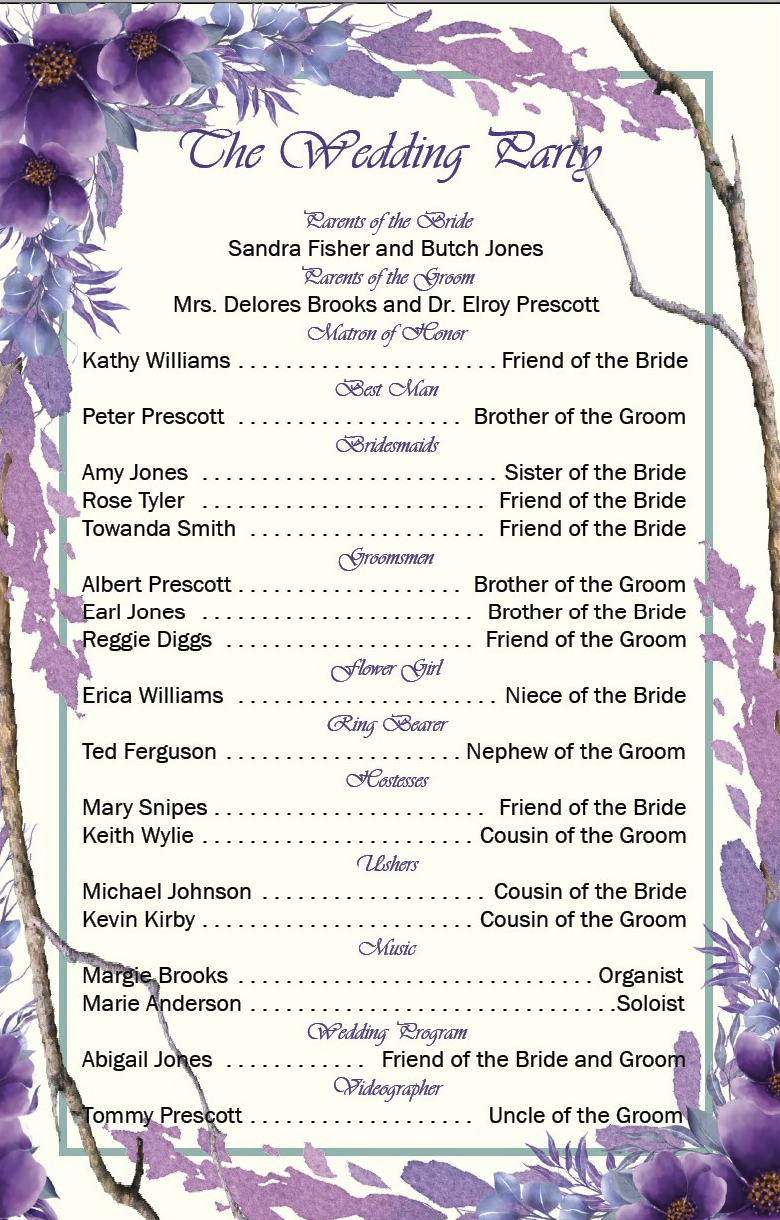 The Wedding Party
Parents of the Bride
Sandra Fisher and Butch Jones
Parents of the Groom
Mrs. Delores Brooks and Dr. Elroy Prescott
Matron of Honor
Kathy Williams . . . . . . . . . . . . . . . . . . . . Friend of the Bride
Best Man
Peter Prescott . . . . . . . . . . . . . . . . . . Brother of the Groom
Bridesmaids
Amy Jones . . . . . . . . . . . . . . . . . . . . . . . Sister of the Bride
Rose Tyler . . . . . . . . . . . . . . . . . . . . . . Friend of the Bride
Towanda Smith . . . . . . . . . . . . . . . . . . Friend of the Bride
Groomsmen
Albert Prescott . . . . . . . . . . . . . . . . . . Brother of the Groom
Earl Jones . . . . . . . . . . . . . . . . . . . . . Brother of the Bride
Reggie Diggs . . . . . . . . . . . . . . . . . . . Friend of the Groom
Flower Girl
Erica Williams . . . . . . . . . . . . . . . . . . . . Niece of the Bride
Ring Bearer
Ted Ferguson . . . . . . . . . . . . . . . . . . Nephew of the Groom
Hostesses
Mary Snipes . . . . . . . . . . . . . . . . . . . . . Friend of the Bride
Keith Wylie . . . . . . . . . . . . . . . . . . . . . Cousin of the Groom
Ushers
Michael Johnson . . . . . . . . . . . . . . . . . . Cousin of the Bride
Kevin Kirby . . . . . . . . . . . . . . . . . . . . . Cousin of the Groom
Music
Margie Brooks . . . . . . . . . . . . . . . . . . . . . . . . . . . . Organist
Marie Anderson . . . . . . . . . . . . . . . . . . . . . . . . . . . .Soloist
Wedding Program
Abigail Jones . . . . . . . . . . . Friend of the Bride and Groom
Videographer
Tommy Prescott . . . . . . . . . . . . . . . . . . Uncle of the Groom